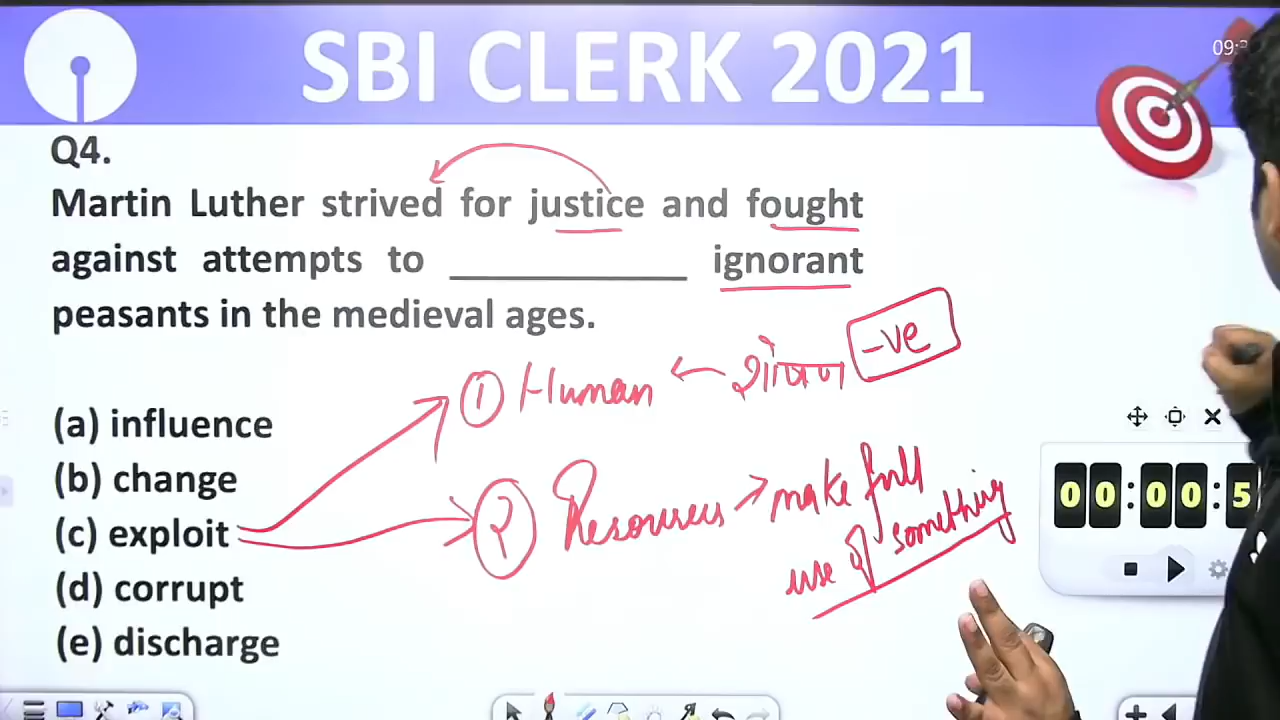 SBI CLERK 2021
09:
Q4.
Martin Luther strived for justice and fought
against attempts to ____________ ignorant
peasants in the medieval ages.
-ve
① Human ← शोषण
(a) influence
(b) change
(c) exploit
(d) corrupt
(e) discharge
② Resources → make full
use of something
00:00:5